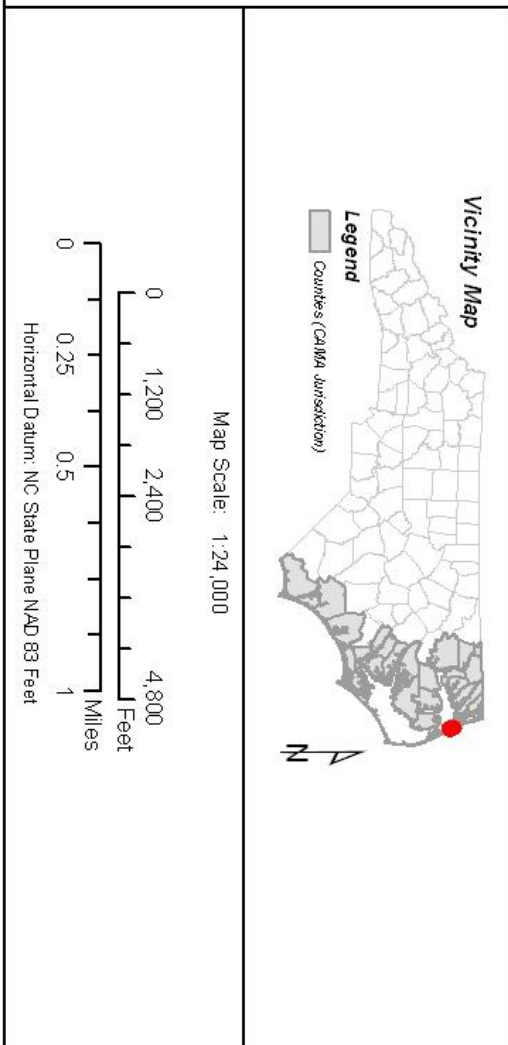 Vicinity Map
Legend
Counties (CAMA Jurisdiction)
N
Map Scale: 1:24,000
0 1,200 2,400 4,800
Feet
0 0.25 0.5 1
Miles
Horizontal Datum: NC State Plane NAD 83 Feet